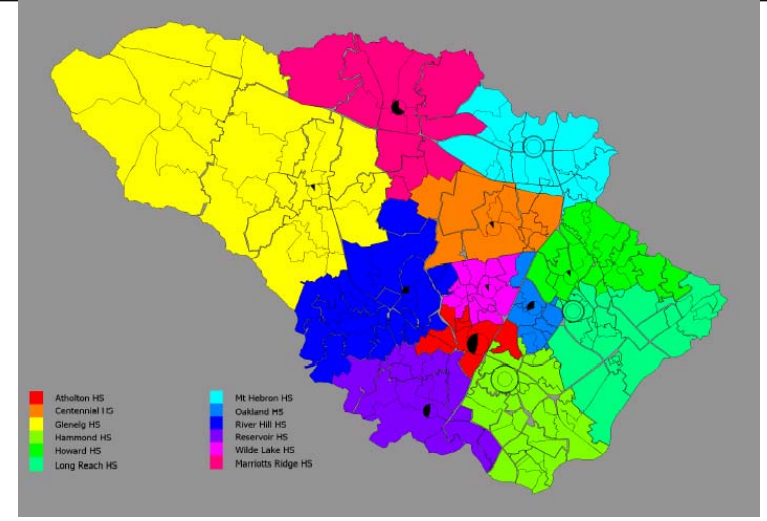 Atholton HS
Centennial HS
Glenelg HS
Hammond HS
Howard HS
Long Reach HS
Mt Hebron HS
Oakland HS
River Hill HS
Reservoir HS
Wilde Lake HS
Marriotts Ridge HS